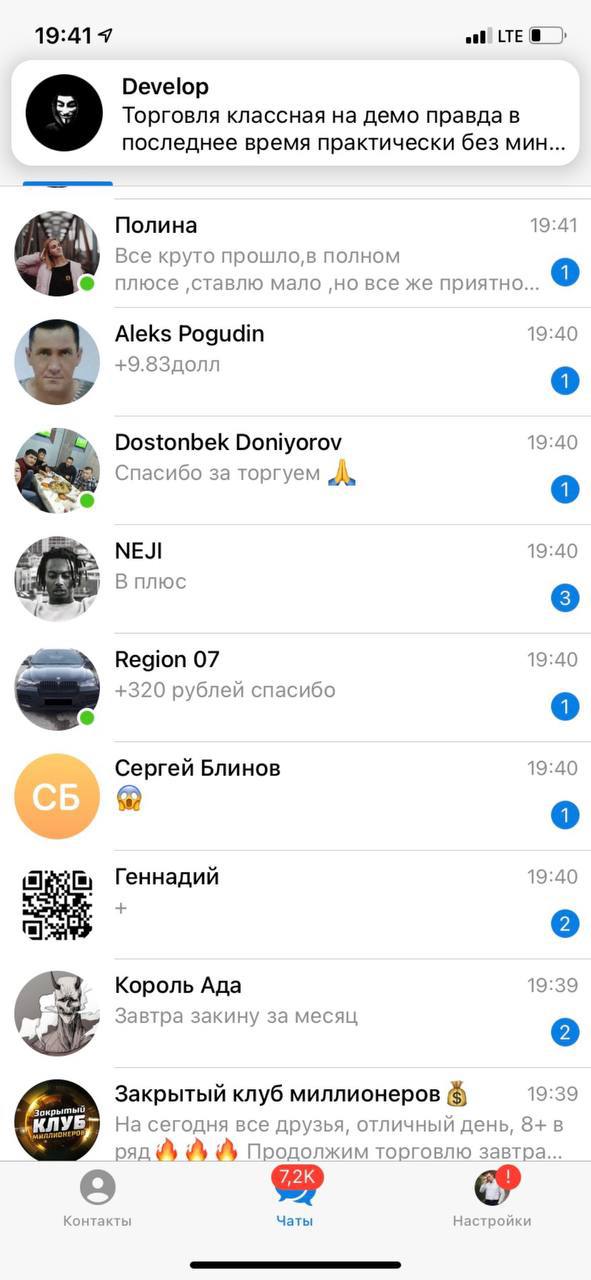 19:41
LTE
Develop
Торговля классная на демо правда в
последнее время практически без мин...
Полина
19:41
Все круто прошло,в полном
плюсе ,ставлю мало ,но все же приятно...
1
Aleks Pogudin
19:40
+9.83долл
1
Dostonbek Doniyorov
19:40
Спасибо за торгуем 🙏
1
NEJI
19:40
В плюс
3
Region 07
19:40
+320 рублей спасибо
1
СБ
Сергей Блинов
19:40
😱
1
Геннадий
19:40
+
2
Король Ада
19:39
Завтра закину за месяц
2
Закрытый
КЛУБ
МИЛЛИОНЕРОВ
Закрытый клуб миллионеров💰
19:39
На сегодня все друзья, отличный день, 8+ в
ряд🔥🔥🔥 Продолжим торговлю завтра...
7,2K
!
Контакты
Чаты
Настройки